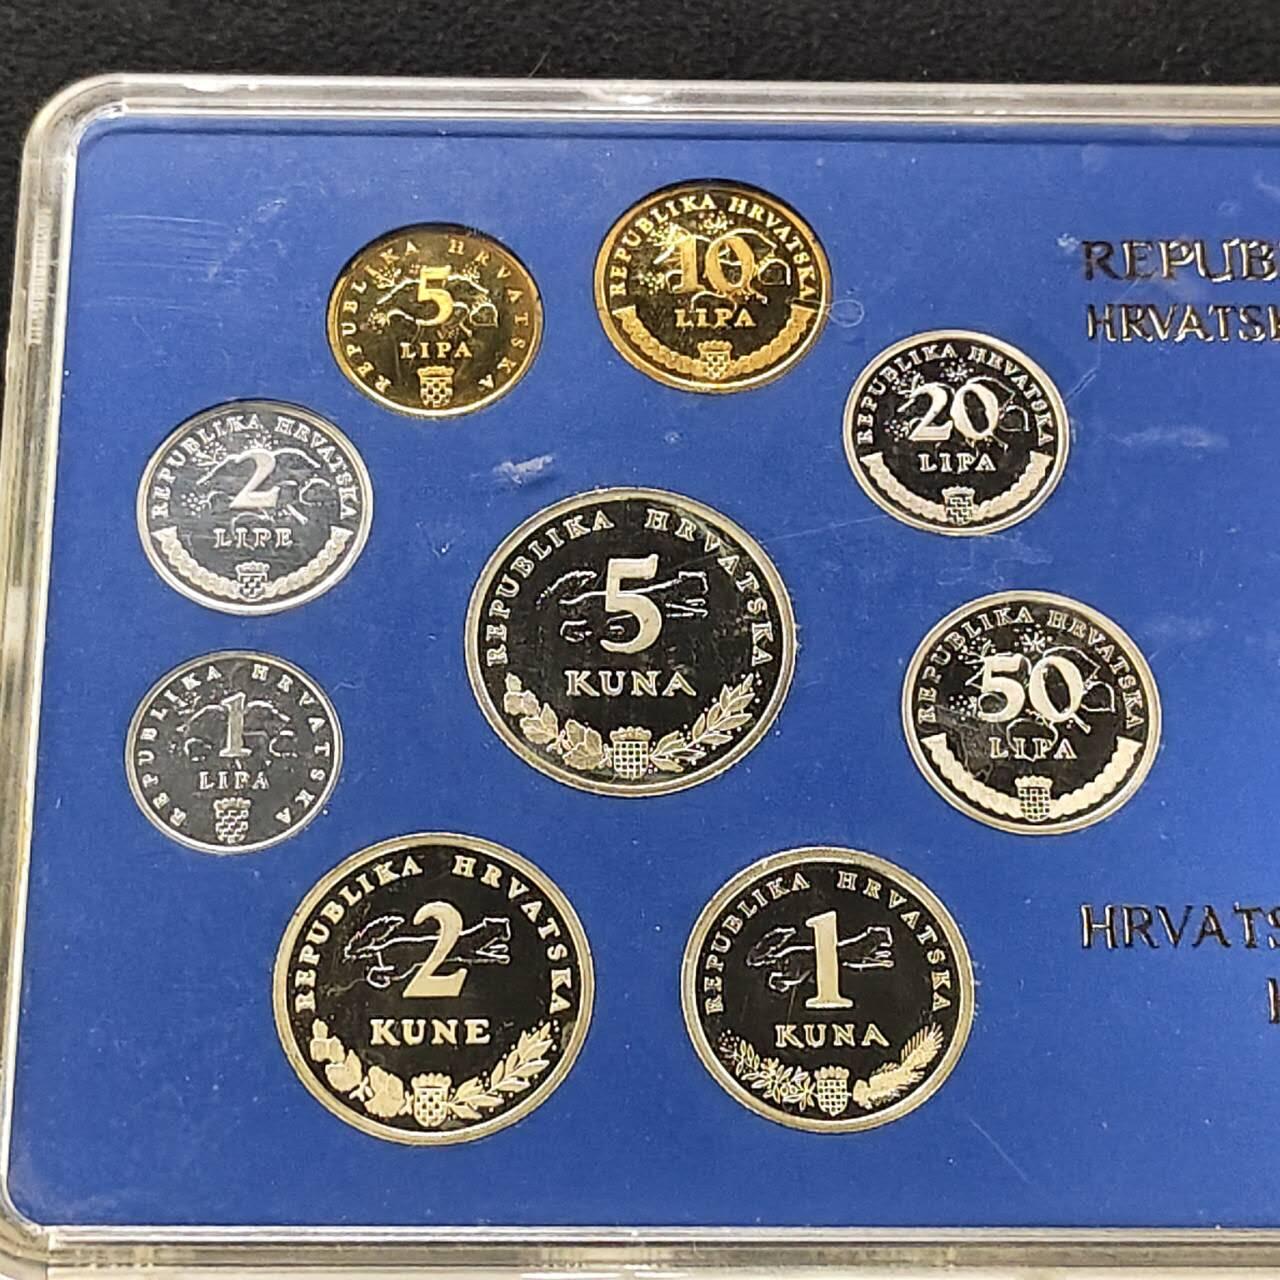 REPUBLIKA HRVATSKA
5
LIPA
REPUBLIKA HRVATSKA
10
LIPA
REPUB
HRVATSK
REPUBLIKA HRVATSKA
20
LIPA
REPUBLIKA HRVATSKA
2
LIPE
REPUBLIKA HRVATSKA
5
KUNA
REPUBLIKA HRVATSKA
50
LIPA
REPUBLIKA HRVATSKA
1
LIPA
REPUBLIKA HRVATSKA
2
KUNE
REPUBLIKA HRVATSKA
1
KUNA
HRVATS